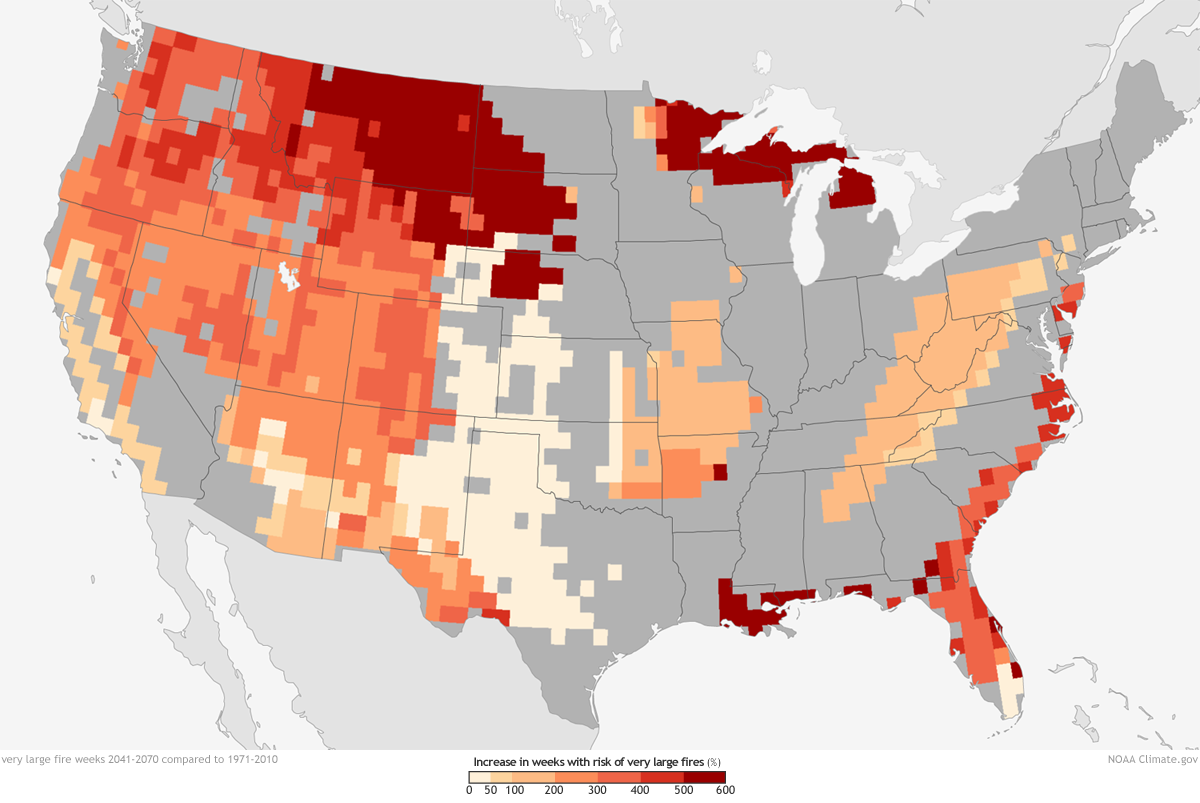 very large fire weeks 2041-2070 compared to 1971-2010
Increase in weeks with risk of very large fires (%)
NOAA Climate.gov
0 50 100 200 300 400 500 600